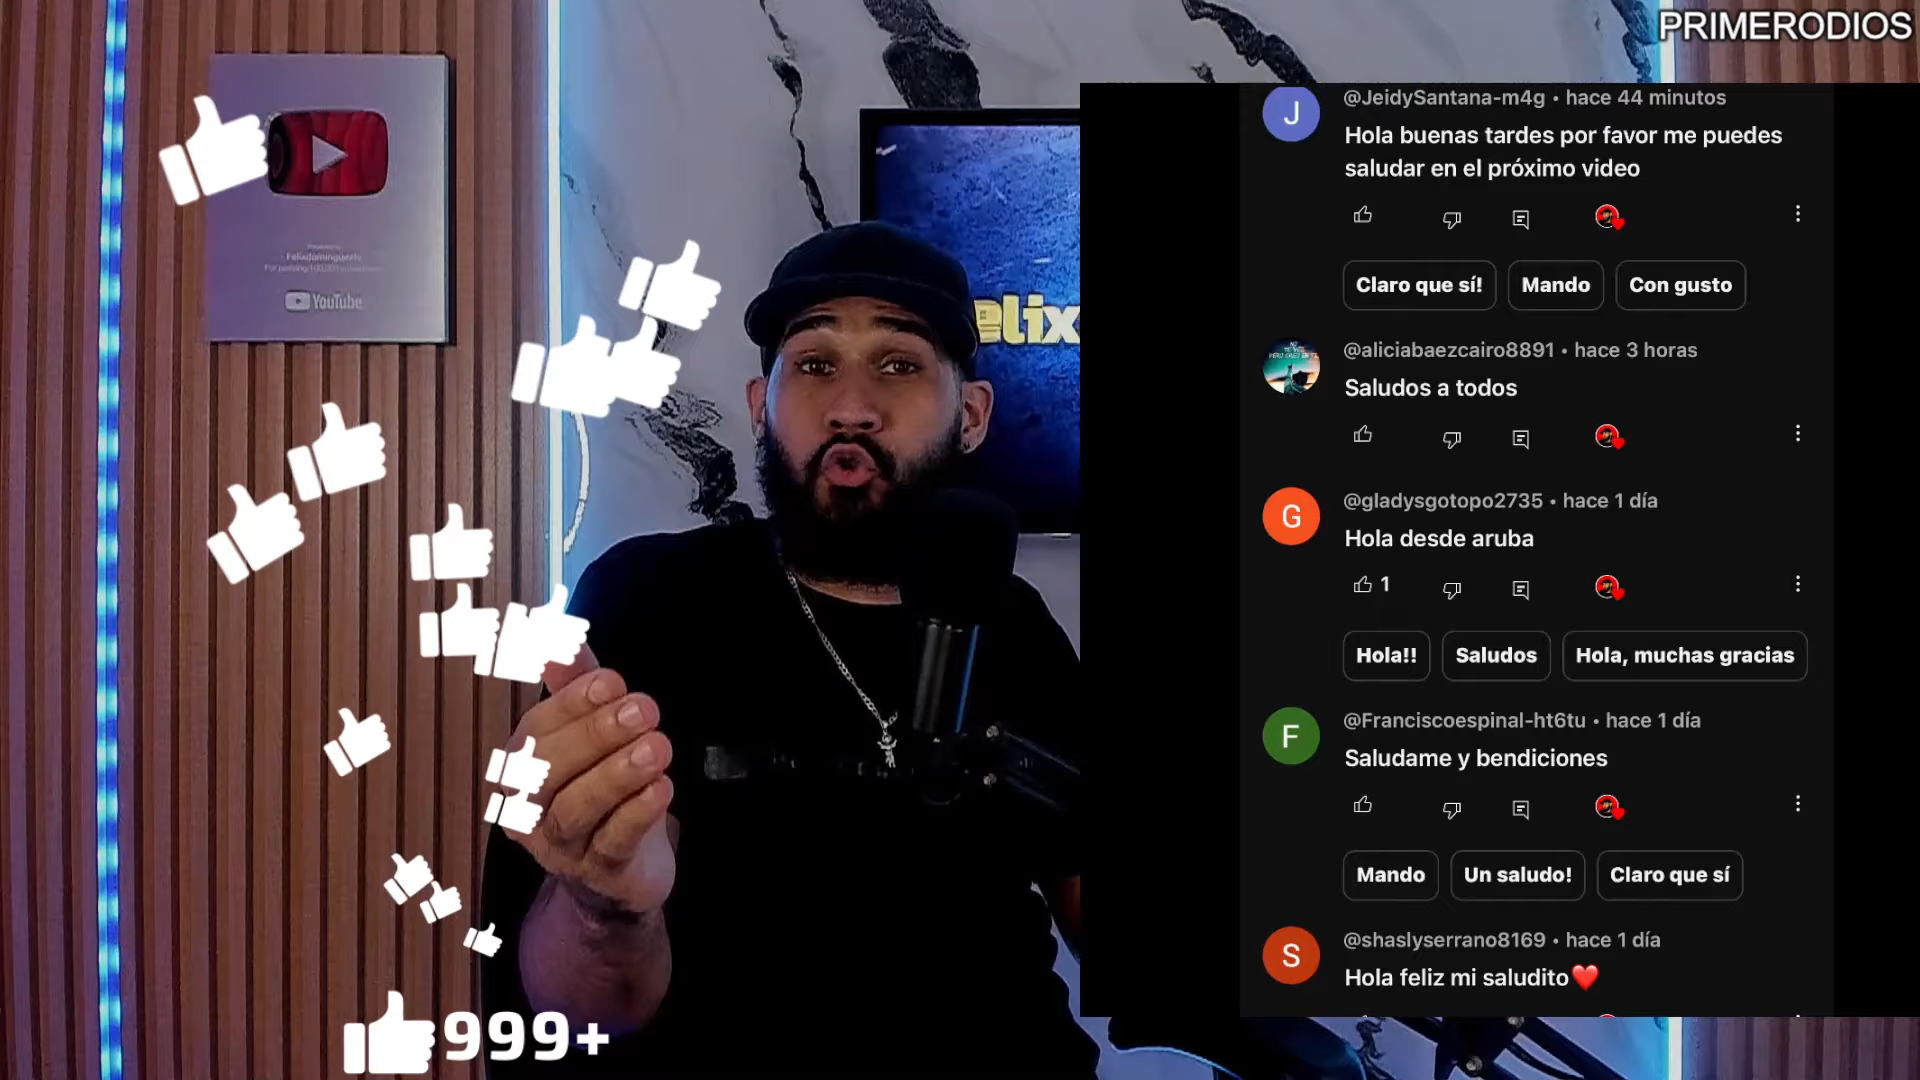 PRIMERODIOS
Felixdominguestv
YouTube
elix
@JeidySantana-m4g • hace 44 minutos
Hola buenas tardes por favor me puedes
saludar en el próximo video
Claro que sí! Mando Con gusto
@aliciabaezcairo8891 • hace 3 horas
Saludos a todos
@gladysgotopo2735 • hace 1 día
Hola desde aruba
1
Hola!! Saludos Hola, muchas gracias
@Franciscoespinal-ht6tu • hace 1 día
Saludame y bendiciones
Mando Un saludo! Claro que sí
@shaslyserrano8169 • hace 1 día
Hola feliz mi saludito❤️
J
G
F
S
999+